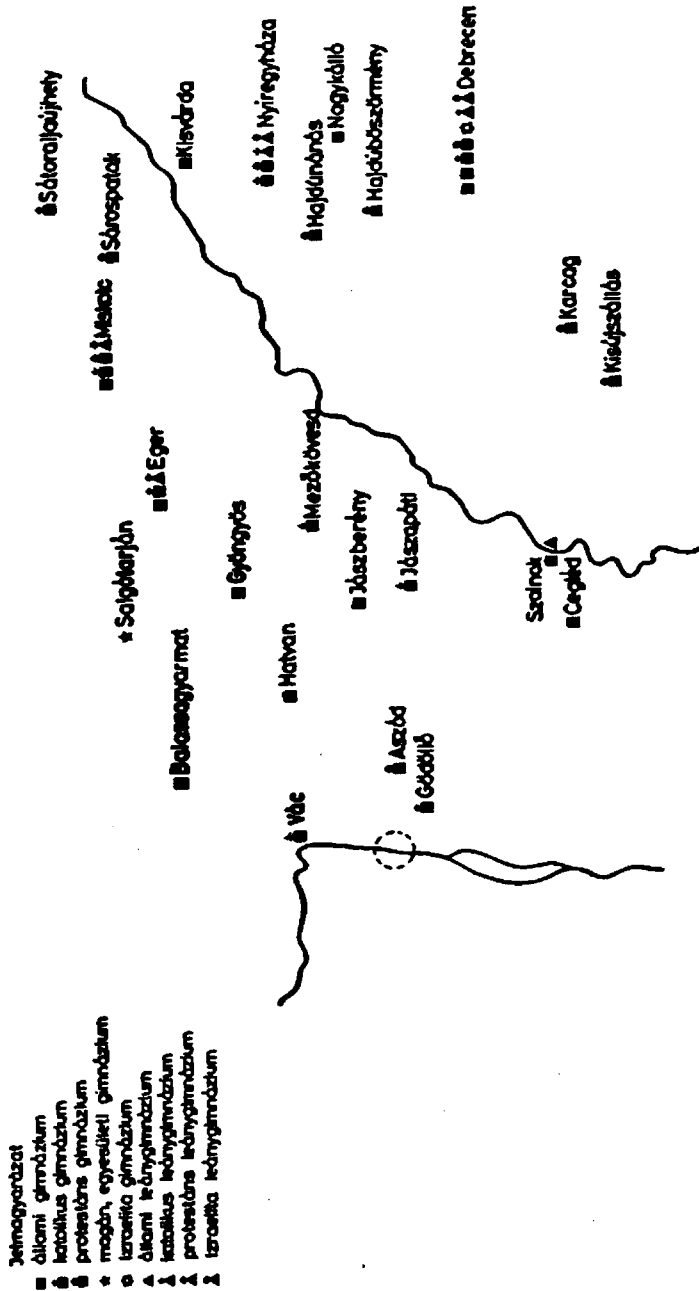 Jelmagyarázat
állami gimnázium
katolikus gimnázium
protestáns gimnázium
magán, egyesületi gimnázium
izraelita gimnázium
állami leánygimnázium
katolikus leánygimnázium
protestáns leánygimnázium
izraelita leánygimnázium
Sátoraljaújhely
Sárospatak
Miskolc
Kisvárda
Nyíregyháza
Hajdúnánás
Nagykálló
Hajdúböszörmény
Debrecen
Salgótarján
Eger
Balassagyarmat
Gyöngyös
Mezőkövesd
Hatvan
Vác
Jászberény
Jászapáti
Aszód
Gödöllő
Szolnok
Cegléd
Karcag
Kisújszállás